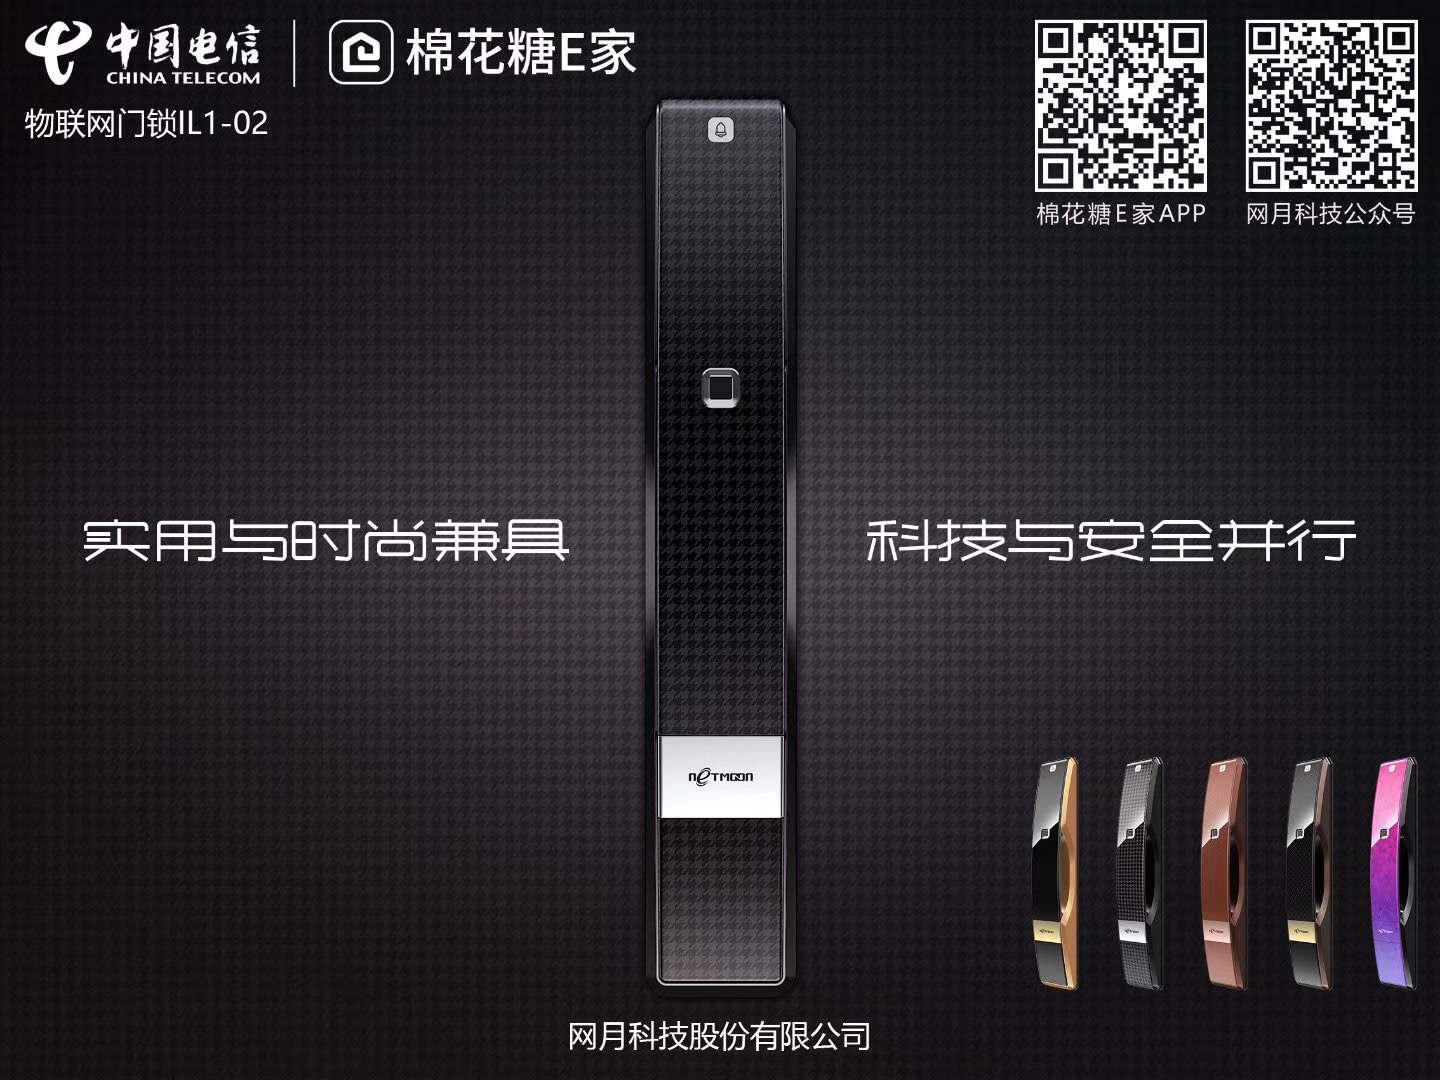 中国电信
CHINA TELECOM
棉花糖E家
物联网门锁IL1-02
棉花糖E家APP
网月科技公众号
实用与时尚兼具
科技与安全并行
netmoon
网月科技股份有限公司